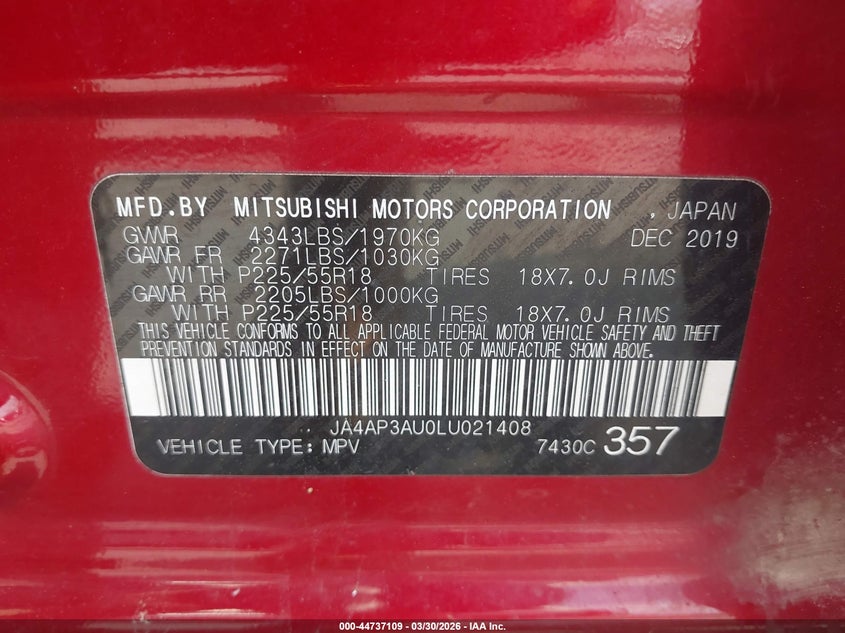 MFD.BY MITSUBISHI MOTORS CORPORATION , JAPAN
GVWR 4343LBS/1970KG DEC 2019
GAWR FR 2271LBS/1030KG
WITH P225/55R18 TIRES 18X7.0J RIMS
GAWR RR 2205LBS/1000KG
WITH P225/55R18 TIRES 18X7.0J RIMS
THIS VEHICLE CONFORMS TO ALL APPLICABLE FEDERAL MOTOR VEHICLE SAFETY AND THEFT
PREVENTION STANDARDS IN EFFECT ON THE DATE OF MANUFACTURE SHOWN ABOVE.
JA4AP3AU0LU021408
VEHICLE TYPE: MPV 7430C 357
000-44737109 - 03/30/2026 - IAA Inc.